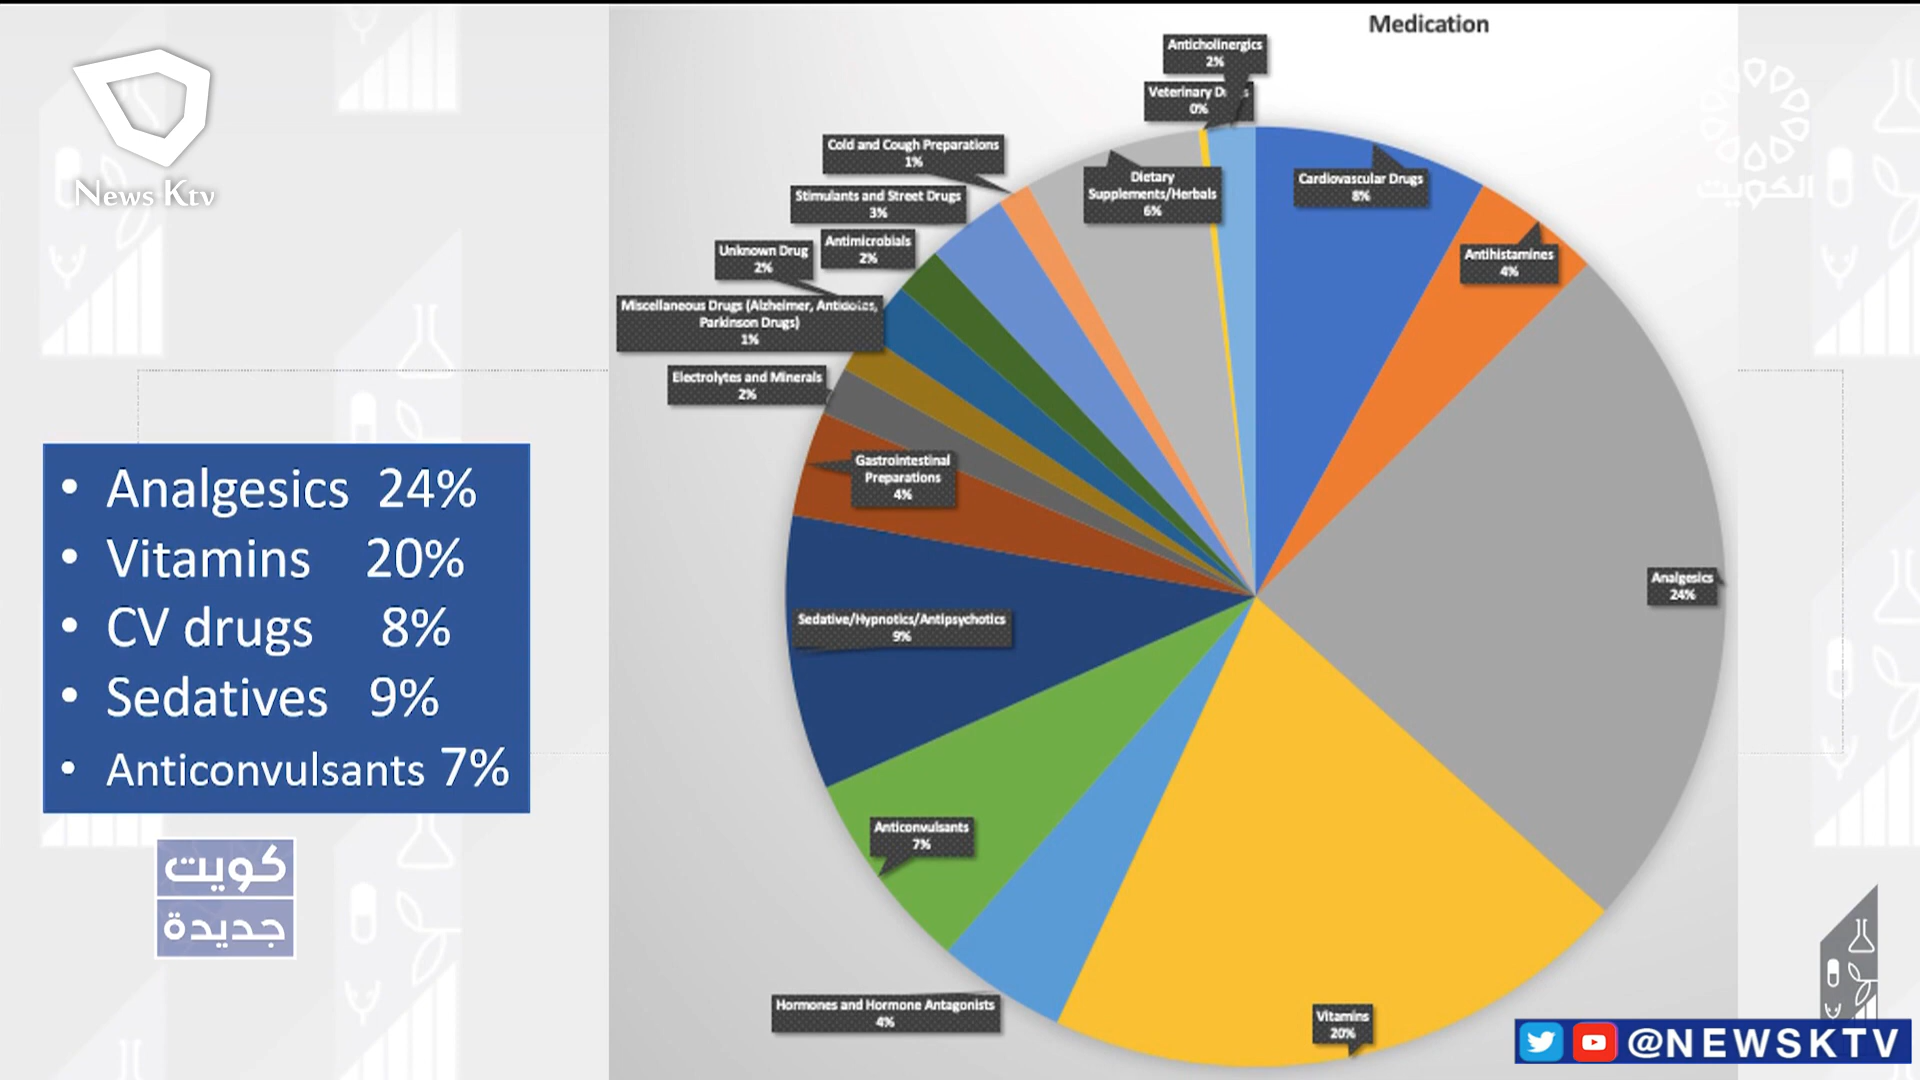 Medication
News Ktv
الكويت
Anticholinergics
2%
Veterinary
0%
Cold and Cough Preparations
1%
Dietary
Supplements/Herbals
6%
Cardiovascular Drugs
8%
Stimulants and Street Drugs
3%
Antimicrobials
2%
Unknown Drug
2%
Antihistamines
4%
Miscellaneous Drugs (Alzheimer, Antidotes,
Parkinson Drugs)
1%
Electrolytes and Minerals
2%
Gastrointestinal
Preparations
4%
Analgesics
24%
Sedative/Hypnotics/Antipsychotics
9%
Anticonvulsants
7%
Hormones and Hormone Antagonists
4%
Vitamins
20%
• Analgesics 24%
• Vitamins 20%
• CV drugs 8%
• Sedatives 9%
• Anticonvulsants 7%
كويت
جديدة
@NEWSKTV